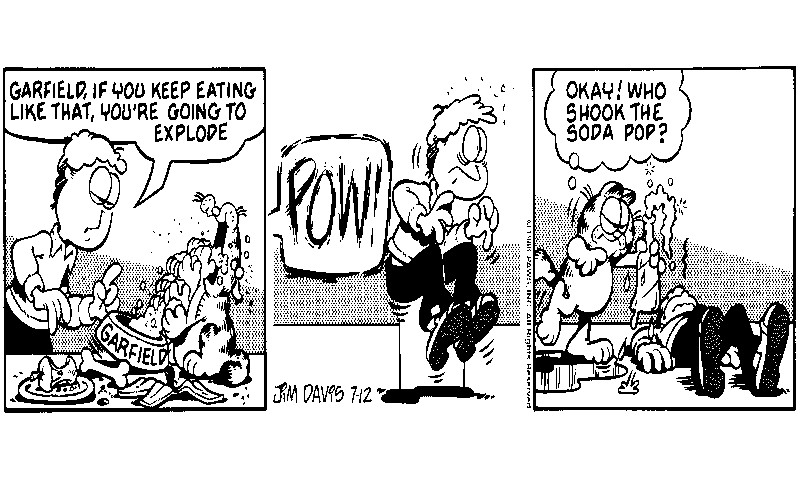 GARFIELD, IF YOU KEEP EATING
LIKE THAT, YOU'RE GOING TO
EXPLODE
GARFIELD
POW!
JIM DAVIS 7-12
OKAY! WHO
SHOOK THE
SODA POP?